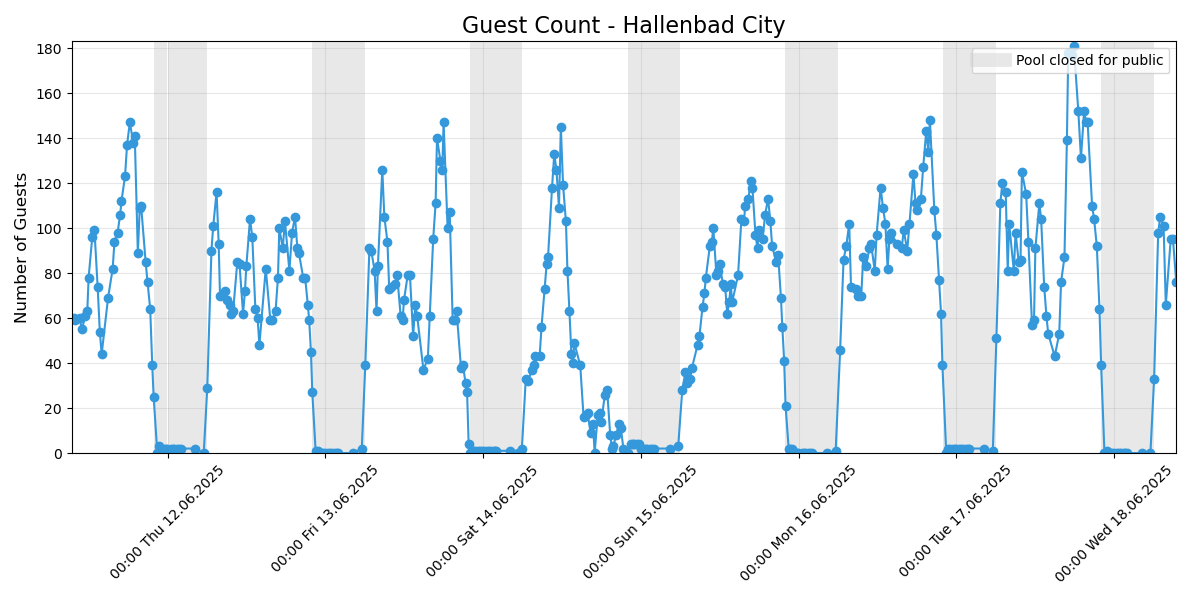 Guest Count - Hallenbad City
Pool closed for public
Number of Guests
180
160
140
120
100
80
60
40
20
0
00:00 Thu 12.06.2025
00:00 Fri 13.06.2025
00:00 Sat 14.06.2025
00:00 Sun 15.06.2025
00:00 Mon 16.06.2025
00:00 Tue 17.06.2025
00:00 Wed 18.06.2025